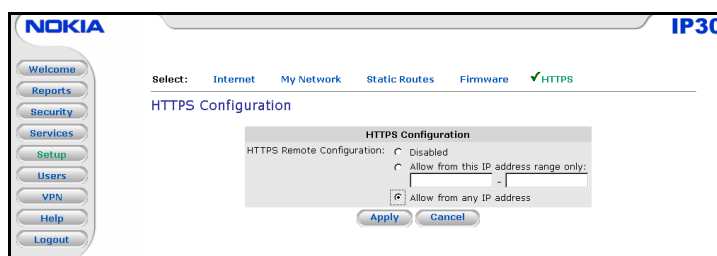 NOKIA
IP30
Welcome
Reports
Security
Services
Setup
Users
VPN
Help
Logout
Select: Internet My Network Static Routes Firmware HTTPS
HTTPS Configuration
HTTPS Configuration
HTTPS Remote Configuration: Disabled
Allow from this IP address range only:
-
Allow from any IP address
Apply Cancel